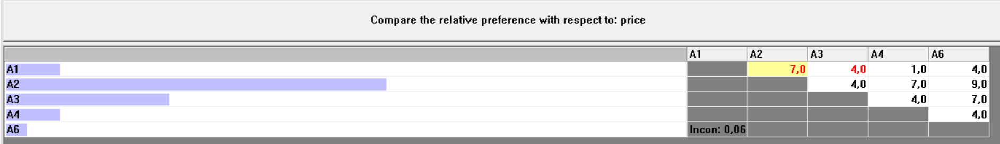 Compare the relative preference with respect to: price
A1 A2 A3 A4 A6
A1 7,0 4,0 1,0 4,0
A2 4,0 7,0 9,0
A3 4,0 7,0
A4 4,0
A6 Incon: 0,06